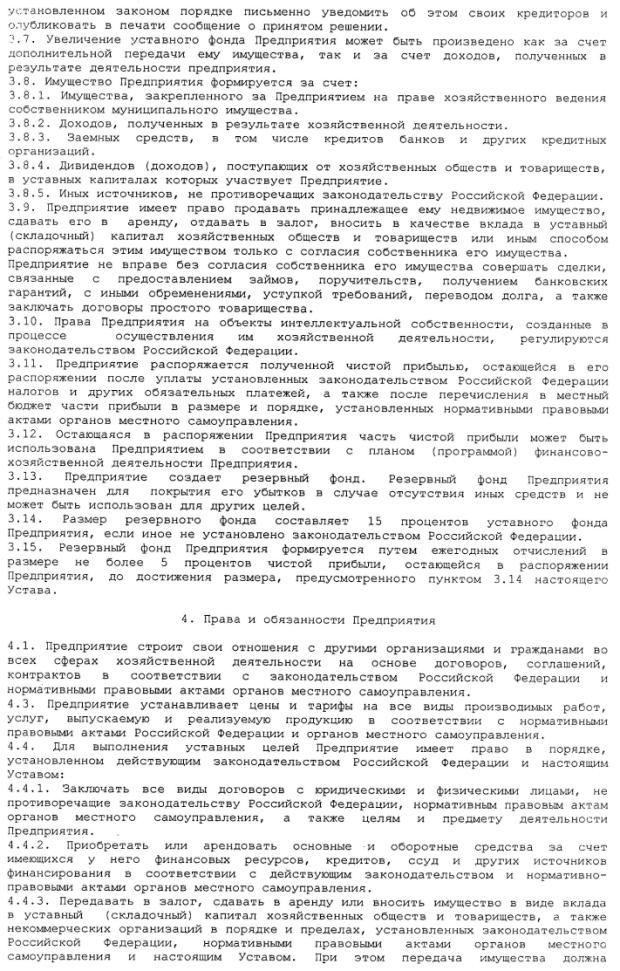 установленном законом порядке письменно уведомить об этом своих кредиторов и
опубликовать в печати сообщение о принятом решении.
3.7. Увеличение уставного фонда Предприятия может быть произведено как за счет
дополнительной передачи ему имущества, так и за счет доходов, полученных в
результате деятельности предприятия.
3.8. Имущество Предприятия формируется за счет:
3.8.1. Имущества, закрепленного за Предприятием на праве хозяйственного ведения
собственником муниципального имущества.
3.8.2. Доходов, полученных в результате хозяйственной деятельности.
3.8.3. Заемных средств, в том числе кредитов банков и других кредитных
организаций.
3.8.4. Дивидендов (доходов), поступающих от хозяйственных обществ и товариществ,
в уставных капиталах которых участвует Предприятие.
3.8.5. Иных источников, не противоречащих законодательству Российской Федерации.
3.9. Предприятие имеет право продавать принадлежащее ему недвижимое имущество,
сдавать его в аренду, отдавать в залог, вносить в качестве вклада в уставный
(складочный) капитал хозяйственных обществ и товариществ или иным способом
распоряжаться этим имуществом только с согласия собственника его имущества.
Предприятие не вправе без согласия собственника его имущества совершать сделки,
связанные с предоставлением займов, поручительств, получением банковских
гарантий, с иными обременениями, уступкой требований, переводом долга, а также
заключать договоры простого товарищества.
3.10. Права Предприятия на объекты интеллектуальной собственности, созданные в
процессе осуществления им хозяйственной деятельности, регулируются
законодательством Российской Федерации.
3.11. Предприятие распоряжается полученной чистой прибылью, остающейся в его
распоряжении после уплаты установленных законодательством Российской Федерации
налогов и других обязательных платежей, а также после перечисления в местный
бюджет части прибыли в размере и порядке, установленных нормативными правовыми
актами органов местного самоуправления.
3.12. Остающаяся в распоряжении Предприятия часть чистой прибыли может быть
использована Предприятием в соответствии с планом (программой) финансово-
хозяйственной деятельности Предприятия.
3.13. Предприятие создает резервный фонд. Резервный фонд Предприятия
предназначен для покрытия его убытков в случае отсутствия иных средств и не
может быть использован для других целей.
3.14. Размер резервного фонда составляет 15 процентов уставного фонда
Предприятия, если иное не установлено законодательством Российской Федерации.
3.15. Резервный фонд Предприятия формируется путем ежегодных отчислений в
размере не более 5 процентов чистой прибыли, остающейся в распоряжении
Предприятия, до достижения размера, предусмотренного пунктом 3.14 настоящего
Устава.
4. Права и обязанности Предприятия
4.1. Предприятие строит свои отношения с другими организациями и гражданами во
всех сферах хозяйственной деятельности на основе договоров, соглашений,
контрактов в соответствии с законодательством Российской Федерации и
нормативными правовыми актами органов местного самоуправления.
4.3. Предприятие устанавливает цены и тарифы на все виды производимых работ,
услуг, выпускаемую и реализуемую продукцию в соответствии с нормативными
правовыми актами Российской Федерации и органов местного самоуправления.
4.4. Для выполнения уставных целей Предприятие имеет право в порядке,
установленном действующим законодательством Российской Федерации и настоящим
Уставом:
4.4.1. Заключать все виды договоров с юридическими и физическими лицами, не
противоречащие законодательству Российской Федерации, нормативным правовым актам
органов местного самоуправления, а также целям и предмету деятельности
Предприятия.
4.4.2. Приобретать или арендовать основные и оборотные средства за счет
имеющихся у него финансовых ресурсов, кредитов, ссуд и других источников
финансирования в соответствии с действующим законодательством и нормативно-
правовыми актами органов местного самоуправления.
4.4.3. Передавать в залог, сдавать в аренду или вносить имущество в виде вклада
в уставный (складочный) капитал хозяйственных обществ и товариществ, а также
некоммерческих организаций в порядке и пределах, установленных законодательством
Российской Федерации, нормативными правовыми актами органов местного
самоуправления и настоящим Уставом. При этом передача имущества должна